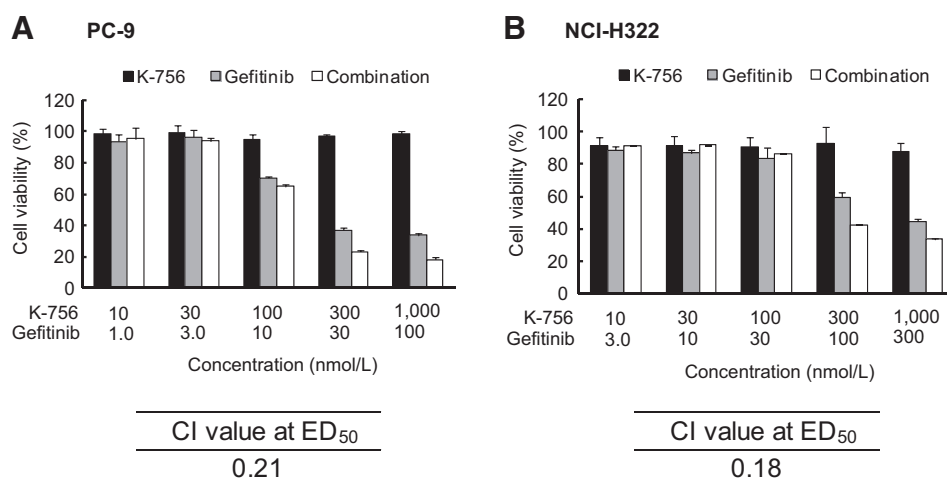 A PC-9
K-756 Gefitinib Combination
120
100
80
60
40
20
0
Cell viability (%)
K-756 10 30 100 300 1,000
Gefitinib 1.0 3.0 10 30 100
Concentration (nmol/L)
CI value at ED50
0.21
B NCI-H322
K-756 Gefitinib Combination
120
100
80
60
40
20
0
Cell viability (%)
K-756 10 30 100 300 1,000
Gefitinib 3.0 10 30 100 300
Concentration (nmol/L)
CI value at ED50
0.18